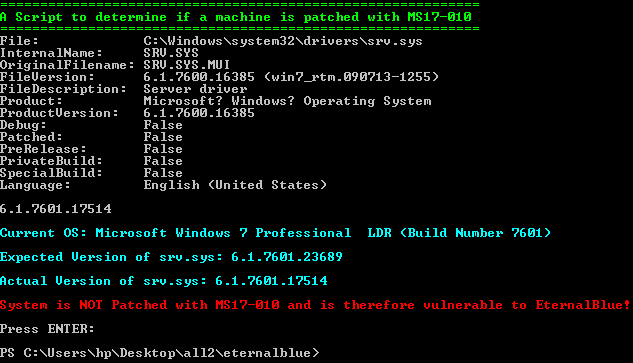 ================================================================
A Script to determine if a machine is patched with MS17-010
================================================================
File:             C:\Windows\system32\drivers\srv.sys
InternalName:     SRV.SYS
OriginalFilename: SRV.SYS.MUI
FileVersion:      6.1.7600.16385 (win7_rtm.090713-1255)
FileDescription:  Server driver
Product:          Microsoft? Windows? Operating System
ProductVersion:   6.1.7600.16385
Debug:            False
Patched:          False
PreRelease:       False
PrivateBuild:     False
SpecialBuild:     False
Language:         English (United States)
6.1.7601.17514
Current OS: Microsoft Windows 7 Professional  LDR (Build Number 7601)
Expected Version of srv.sys: 6.1.7601.23689
Actual Version of srv.sys: 6.1.7601.17514
System is NOT Patched with MS17-010 and is therefore vulnerable to EternalBlue!
Press ENTER:
PS C:\Users\hp\Desktop\all2\eternalblue>